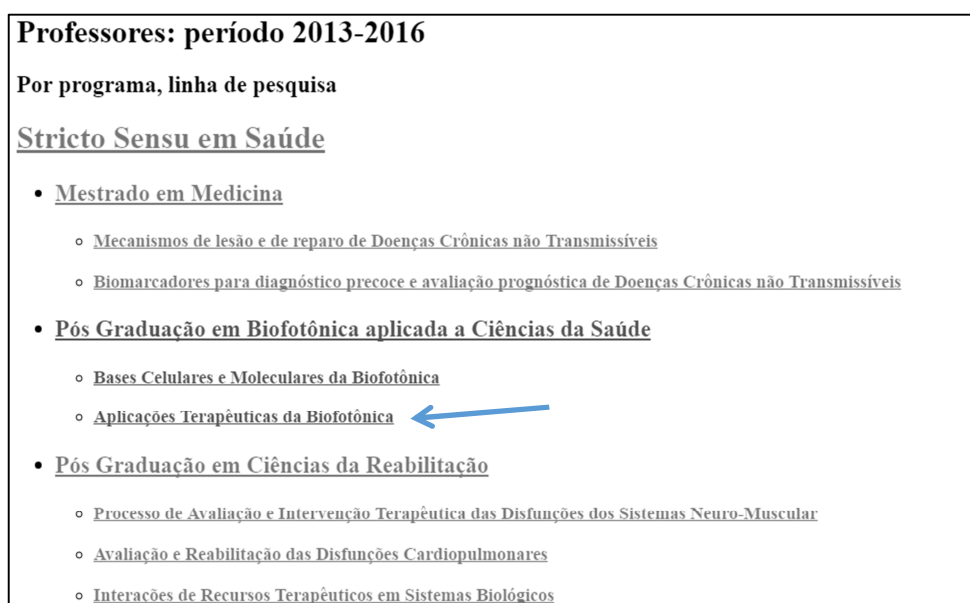 Professores: período 2013-2016
Por programa, linha de pesquisa
Stricto Sensu em Saúde
Mestrado em Medicina
Mecanismos de lesão e de reparo de Doenças Crônicas não Transmissíveis
Biomarcadores para diagnóstico precoce e avaliação prognóstica de Doenças Crônicas não Transmissíveis
Pós Graduação em Biofotônica aplicada a Ciências da Saúde
Bases Celulares e Moleculares da Biofotônica
Aplicações Terapêuticas da Biofotônica
Pós Graduação em Ciências da Reabilitação
Processo de Avaliação e Intervenção Terapêutica das Disfunções dos Sistemas Neuro-Muscular
Avaliação e Reabilitação das Disfunções Cardiopulmonares
Interações de Recursos Terapêuticos em Sistemas Biológicos